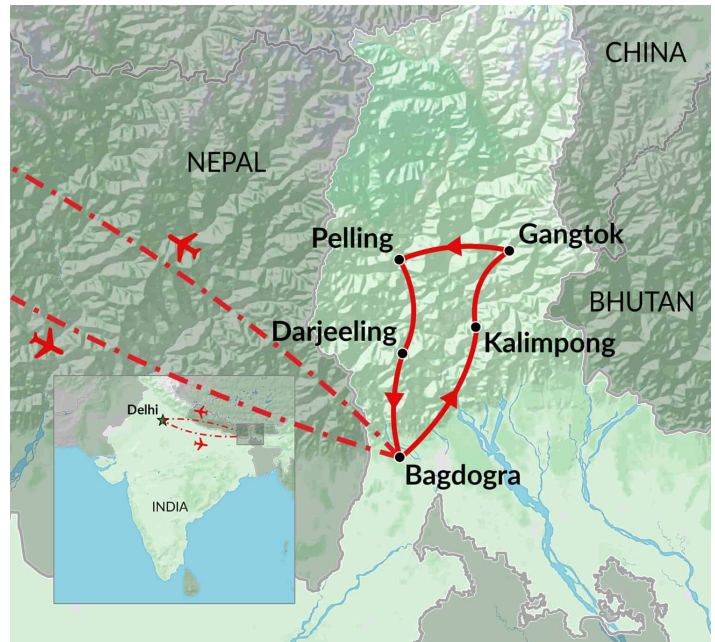 CHINA
NEPAL
Pelling
Gangtok
BHUTAN
Darjeeling
Kalimpong
Delhi
Bagdogra
INDIA